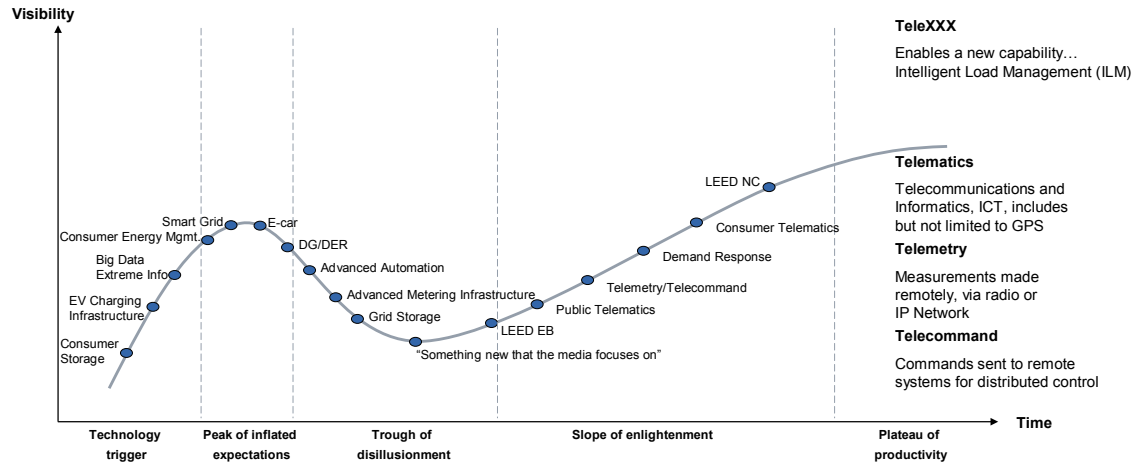 Visibility
TeleXXX
Enables a new capability…
Intelligent Load Management (ILM)
Telematics
Telecommunications and
Informatics, ICT, includes
but not limited to GPS
Telemetry
Measurements made
remotely, via radio or
IP Network
Telecommand
Commands sent to remote
systems for distributed control
LEED NC
Consumer Telematics
Demand Response
Telemetry/Telecommand
Public Telematics
LEED EB
"Something new that the media focuses on"
Grid Storage
Advanced Metering Infrastructure
Advanced Automation
DG/DER
E-car
Smart Grid
Consumer Energy Mgmt.
Big Data
Extreme Info
EV Charging
Infrastructure
Consumer
Storage
Time
Technology
trigger
Peak of inflated
expectations
Trough of
disillusionment
Slope of enlightenment
Plateau of
productivity